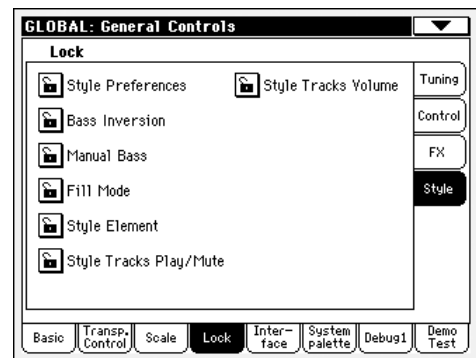 GLOBAL: General Controls
Lock
Style Preferences
Style Tracks Volume
Bass Inversion
Manual Bass
Fill Mode
Style Element
Style Tracks Play/Mute
Tuning
Control
FX
Style
Basic
Transp.
Control
Scale
Lock
Inter-
face
System
palette
Debug1
Demo
Test